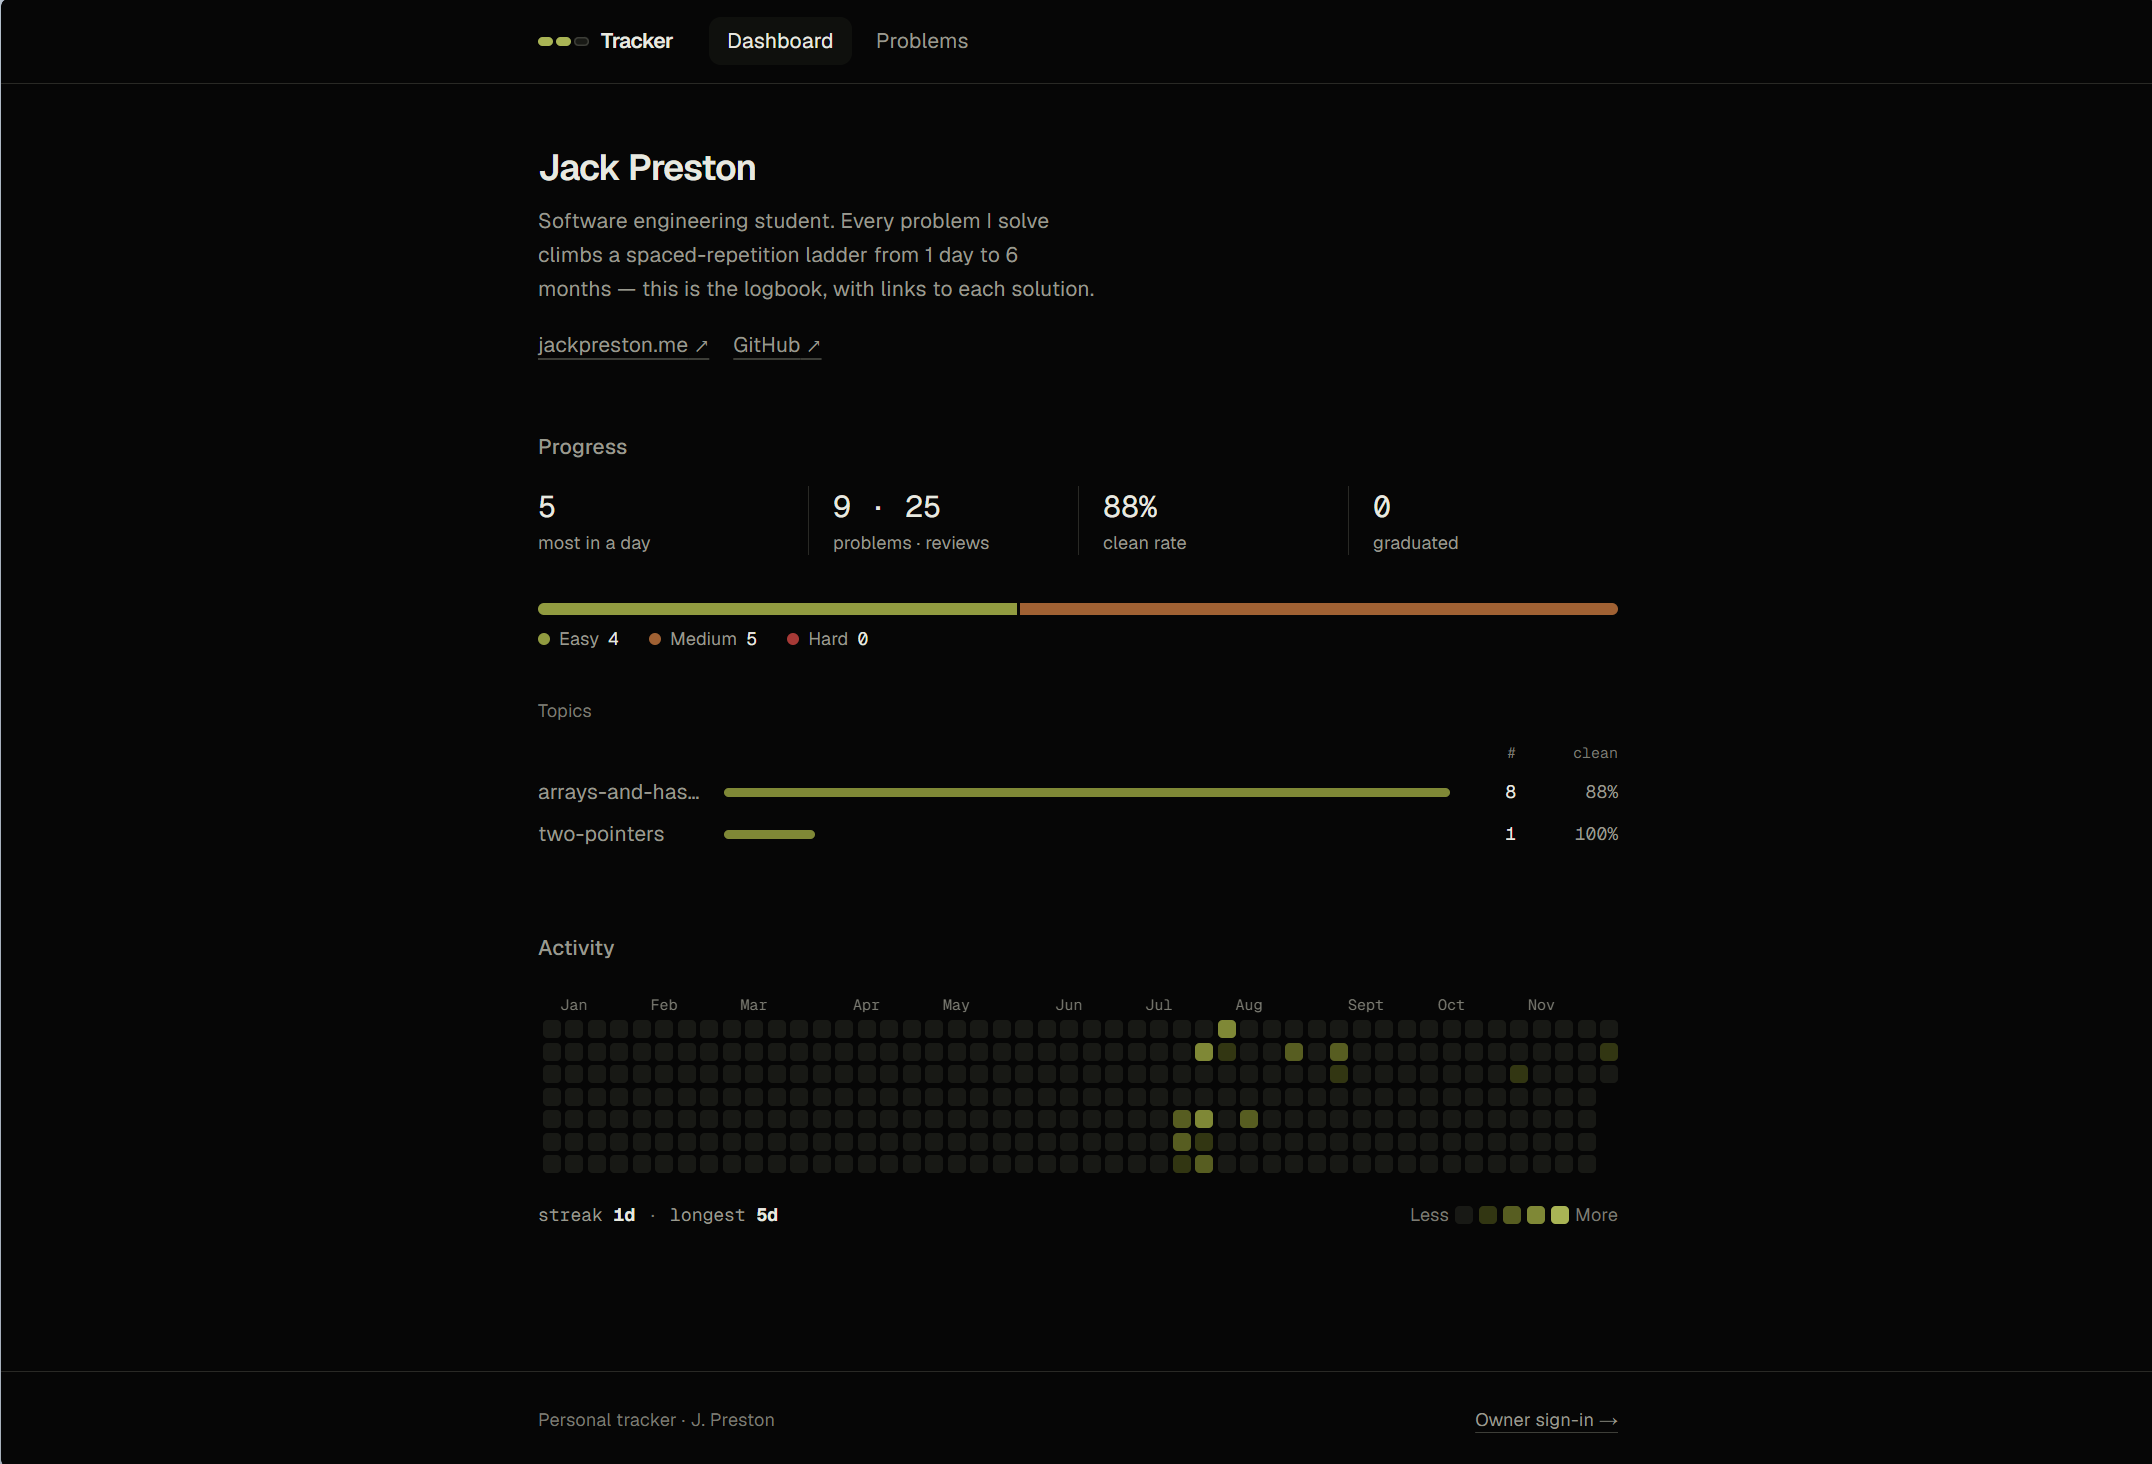 Tracker
Dashboard
Problems
Jack Preston
Software engineering student. Every problem I solve
climbs a spaced-repetition ladder from 1 day to 6
months — this is the logbook, with links to each solution.
jackpreston.me ↗ GitHub ↗
Progress
5
most in a day
9 · 25
problems · reviews
88%
clean rate
0
graduated
Easy 4 Medium 5 Hard 0
Topics
# clean
arrays-and-has… 8 88%
two-pointers 1 100%
Activity
Jan Feb Mar Apr May Jun Jul Aug Sept Oct Nov
streak 1d · longest 5d
Less More
Personal tracker · J. Preston
Owner sign-in →